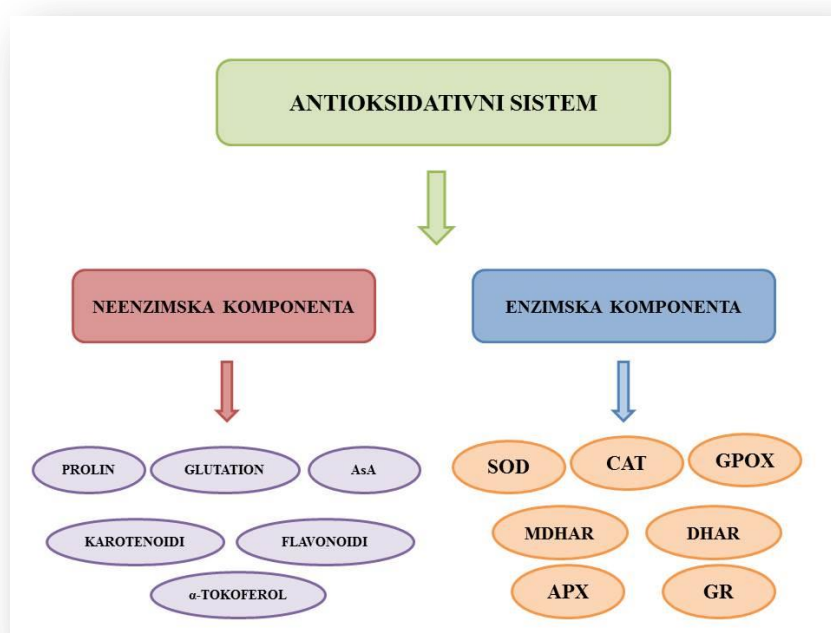 ANTIOKSIDATIVNI SISTEM
NEENZIMSKA KOMPONENTA
ENZIMSKA KOMPONENTA
PROLIN
GLUTATION
AsA
KAROTENOIDI
FLAVONOIDI
α-TOKOFEROL
SOD
CAT
GPOX
MDHAR
DHAR
APX
GR